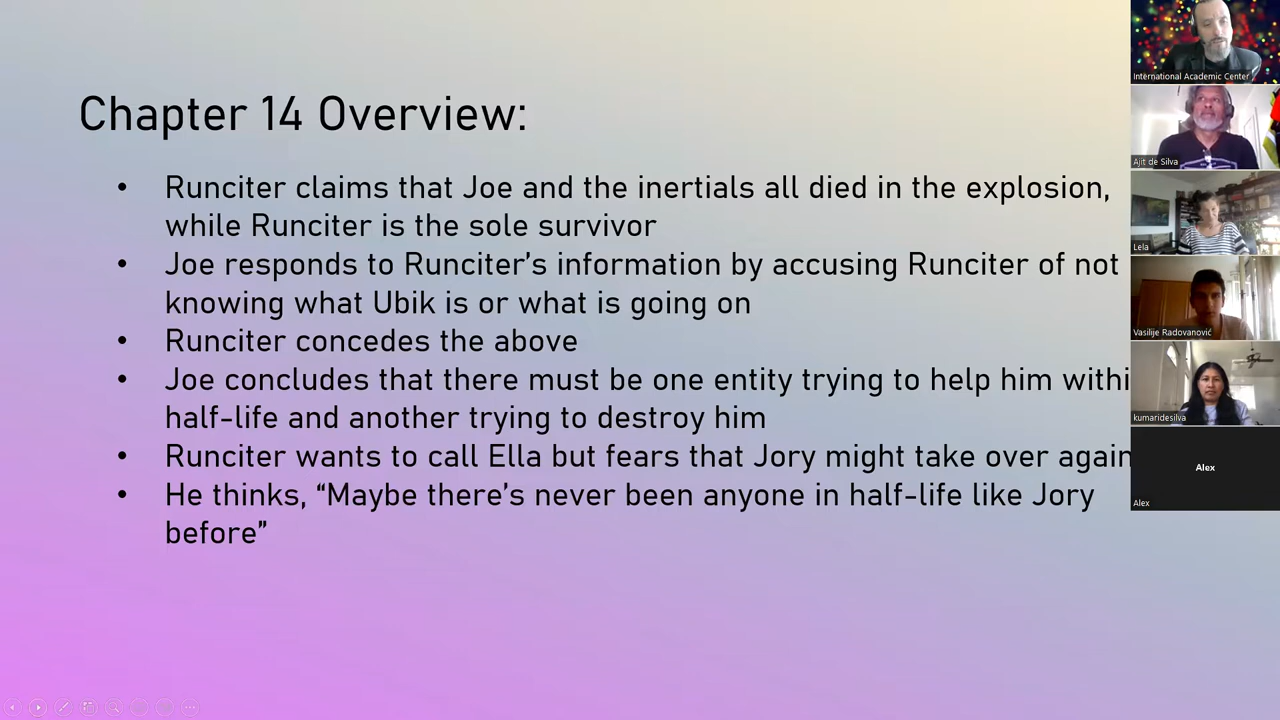 Chapter 14 Overview:
• Runciter claims that Joe and the inertials all died in the explosion,
while Runciter is the sole survivor
• Joe responds to Runciter’s information by accusing Runciter of not
knowing what Ubik is or what is going on
• Runciter concedes the above
• Joe concludes that there must be one entity trying to help him withi
half-life and another trying to destroy him
• Runciter wants to call Ella but fears that Jory might take over again
• He thinks, “Maybe there’s never been anyone in half-life like Jory
before”
International Academic Center
Ajit de Silva
Lela
Vasilije Radovanović
kumaridesilva
Alex
Alex